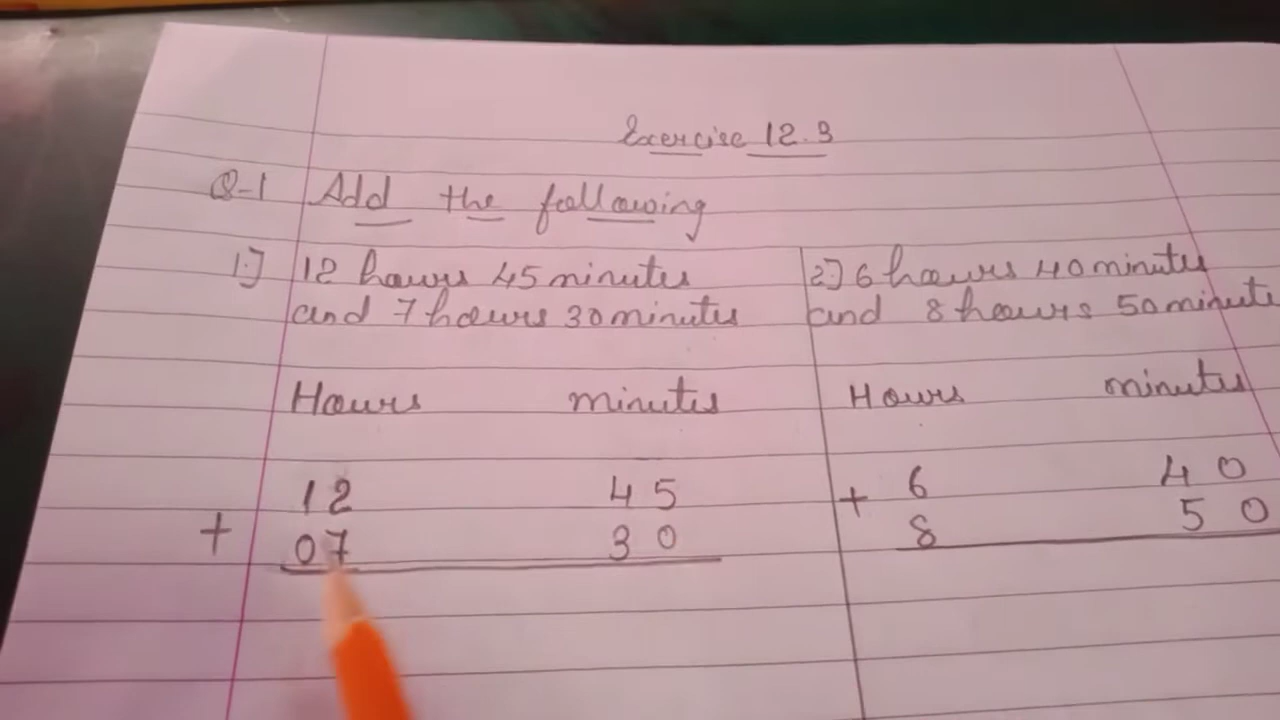 Exercise 12.3
Q-1 Add the following
1.] 12 hours 45 minutes
and 7 hours 30 minutes
Hours minutes
12 45
+ 07 30
2.] 6 hours 40 minutes
and 8 hours 50 minute
Hours minutes
+ 6 40
8 50